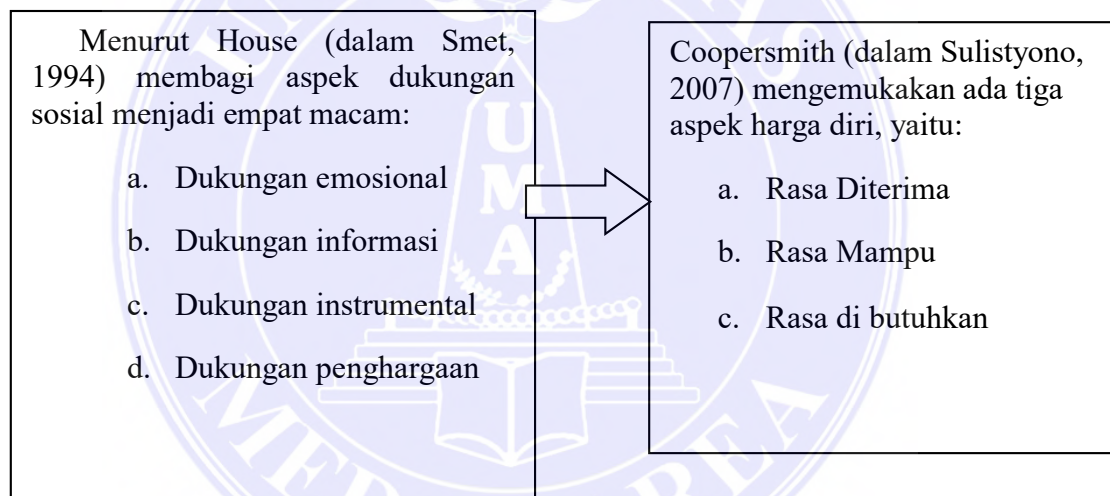 Menurut House (dalam Smet,
1994) membagi aspek dukungan
sosial menjadi empat macam:
a. Dukungan emosional
b. Dukungan informasi
c. Dukungan instrumental
d. Dukungan penghargaan
Coopersmith (dalam Sulistyono,
2007) mengemukakan ada tiga
aspek harga diri, yaitu:
a. Rasa Diterima
b. Rasa Mampu
c. Rasa di butuhkan
UMA